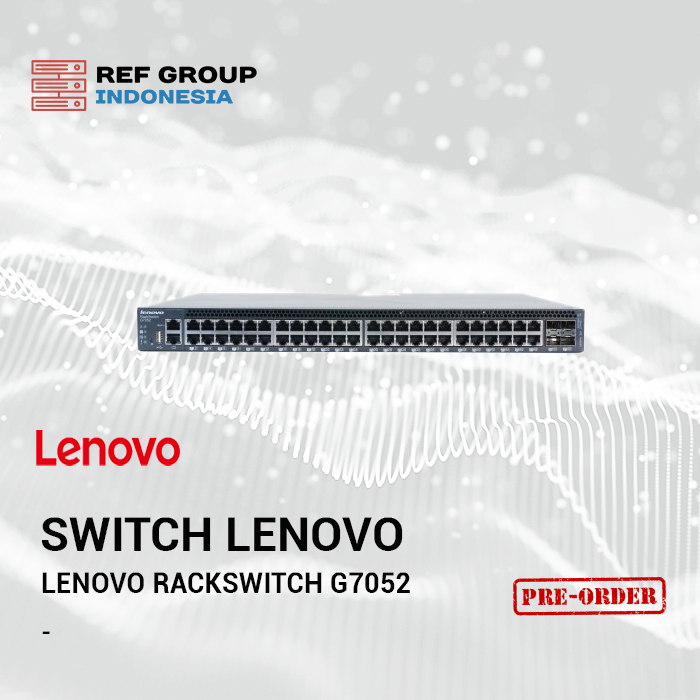 REF GROUP
INDONESIA
Lenovo
SWITCH LENOVO
LENOVO RACKSWITCH G7052
-
PRE-ORDER